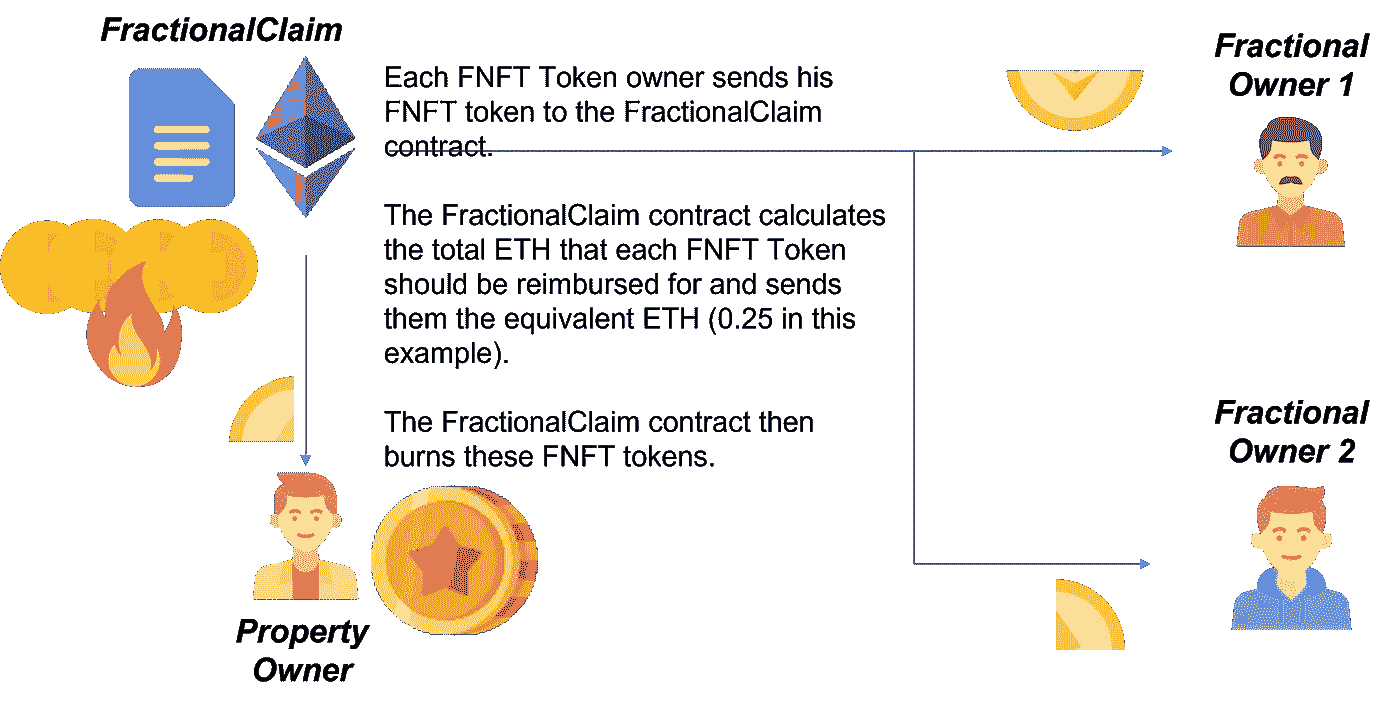 FractionalClaim
Each FNFT Token owner sends his
FNFT token to the FractionalClaim
contract.
The FractionalClaim contract calculates
the total ETH that each FNFT Token
should be reimbursed for and sends
them the equivalent ETH (0.25 in this
example).
The FractionalClaim contract then
burns these FNFT tokens.
Fractional
Owner 1
Fractional
Owner 2
Property
Owner